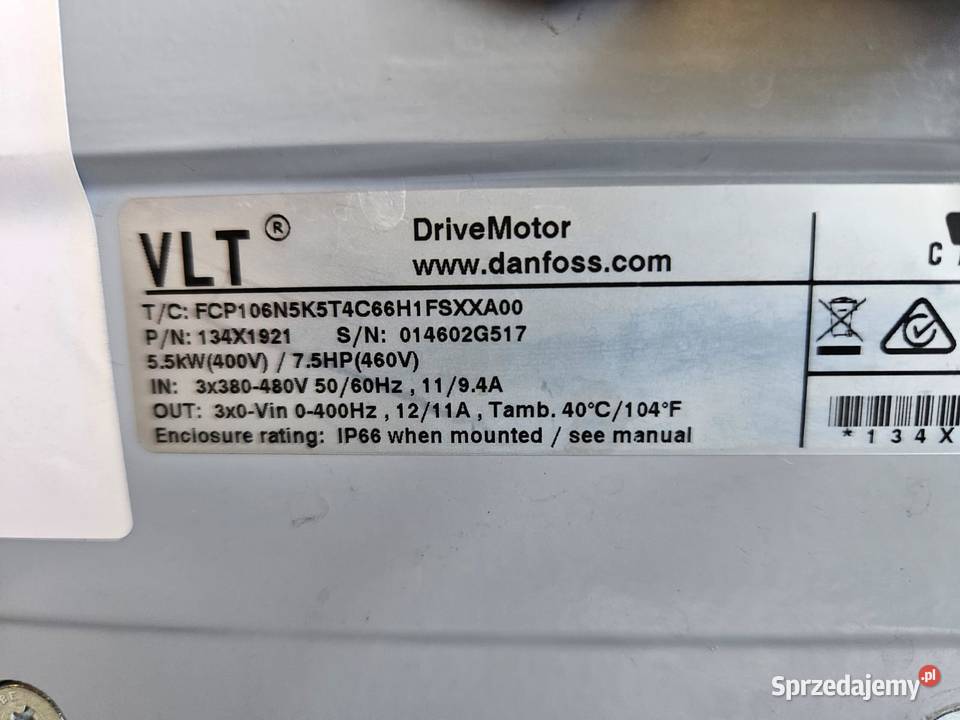 VLT ®
DriveMotor
www.danfoss.com
T/C: FCP106N5K5T4C66H1FSXXA00
P/N: 134X1921 S/N: 014602G517
5.5kW(400V) / 7.5HP(460V)
IN: 3x380-480V 50/60Hz , 11/9.4A
OUT: 3x0-Vin 0-400Hz , 12/11A , Tamb. 40°C/104°F
Enclosure rating: IP66 when mounted / see manual
C
*134X
Sprzedajemy.pl